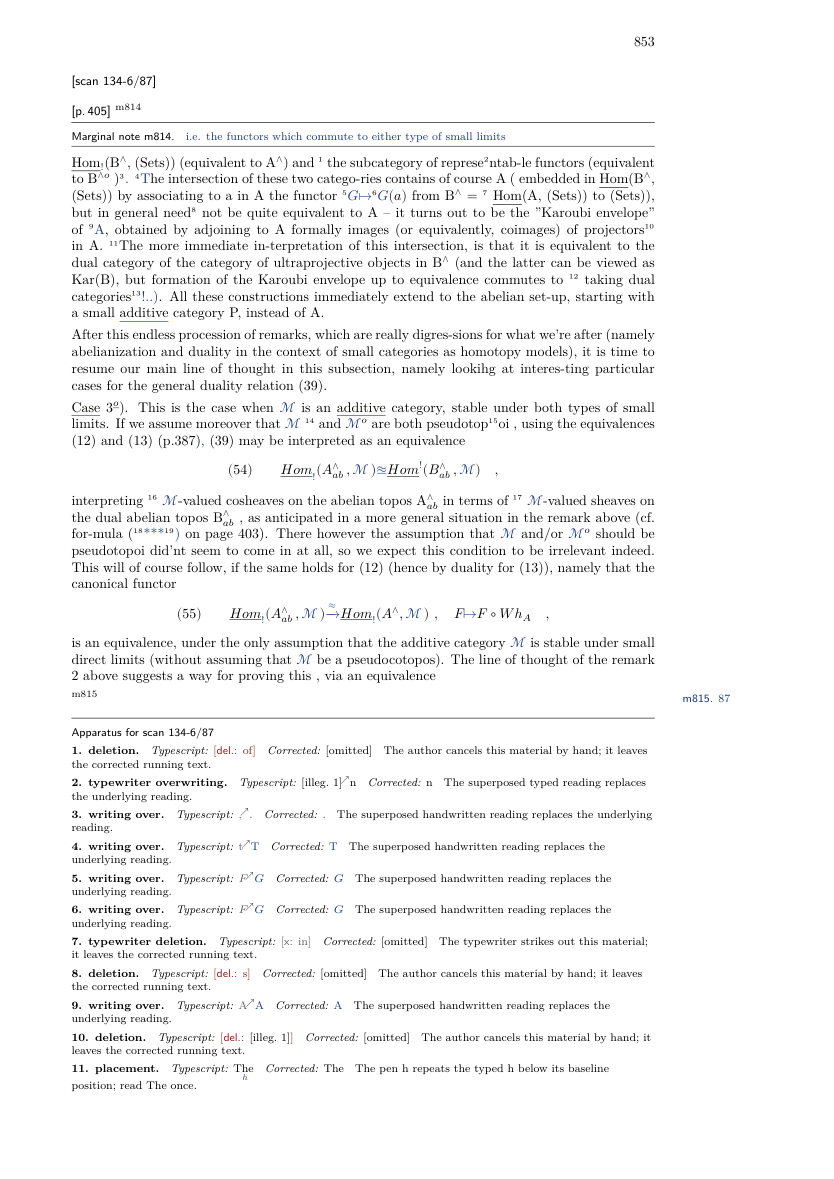 853
[scan 134-6/87]
[p. 405] m814
Marginal note m814. i.e. the functors which commute to either type of small limits
Hom!(B^, (Sets)) (equivalent to A^) and 1 the subcategory of represe2ntab-le functors (equivalent
to B^o )3. 4The intersection of these two catego-ries contains of course A ( embedded in Hom(B^,
(Sets)) by associating to a in A the functor 5G↦6G(a) from B^ = 7 Hom(A, (Sets)) to (Sets)),
but in general need8 not be quite equivalent to A – it turns out to be the ”Karoubi envelope”
of 9A, obtained by adjoining to A formally images (or equivalently, coimages) of projectors10
in A. 11The more immediate in-terpretation of this intersection, is that it is equivalent to the
dual category of the category of ultraprojective objects in B^ (and the latter can be viewed as
Kar(B), but formation of the Karoubi envelope up to equivalence commutes to 12 taking dual
categories13!..). All these constructions immediately extend to the abelian set-up, starting with
a small additive category P, instead of A.
After this endless procession of remarks, which are really digres-sions for what we're after (namely
abelianization and duality in the context of small categories as homotopy models), it is time to
resume our main line of thought in this subsection, namely lookihg at interes-ting particular
cases for the general duality relation (39).
Case 3º). This is the case when ℳ is an additive category, stable under both types of small
limits. If we assume moreover that ℳ 14 and ℳo are both pseudotop15oi , using the equivalences
(12) and (13) (p.387), (39) may be interpreted as an equivalence
(54) Hom!(A^ab , ℳ )≈Hom!(B^ab , ℳ) ,
interpreting 16 ℳ-valued cosheaves on the abelian topos A^ab in terms of 17 ℳ-valued sheaves on
the dual abelian topos B^ab , as anticipated in a more general situation in the remark above (cf.
for-mula (18***19) on page 403). There however the assumption that ℳ and/or ℳo should be
pseudotopoi did'nt seem to come in at all, so we expect this condition to be irrelevant indeed.
This will of course follow, if the same holds for (12) (hence by duality for (13)), namely that the
canonical functor
(55) Hom!(A^ab , ℳ ) ≈→ Hom!(A^, ℳ ) , F↦F ∘ WhA ,
is an equivalence, under the only assumption that the additive category ℳ is stable under small
direct limits (without assuming that ℳ be a pseudocotopos). The line of thought of the remark
2 above suggests a way for proving this , via an equivalence
m815
m815. 87
Apparatus for scan 134-6/87
1. deletion. Typescript: [del.: of] Corrected: [omitted] The author cancels this material by hand; it leaves
the corrected running text.
2. typewriter overwriting. Typescript: [illeg. 1]↗n Corrected: n The superposed typed reading replaces
the underlying reading.
3. writing over. Typescript: ,↗. Corrected: . The superposed handwritten reading replaces the underlying
reading.
4. writing over. Typescript: t↗T Corrected: T The superposed handwritten reading replaces the
underlying reading.
5. writing over. Typescript: F↗G Corrected: G The superposed handwritten reading replaces the
underlying reading.
6. writing over. Typescript: F↗G Corrected: G The superposed handwritten reading replaces the
underlying reading.
7. typewriter deletion. Typescript: [x: in] Corrected: [omitted] The typewriter strikes out this material;
it leaves the corrected running text.
8. deletion. Typescript: [del.: s] Corrected: [omitted] The author cancels this material by hand; it leaves
the corrected running text.
9. writing over. Typescript: A↗A Corrected: A The superposed handwritten reading replaces the
underlying reading.
10. deletion. Typescript: [del.: [illeg. 1]] Corrected: [omitted] The author cancels this material by hand; it
leaves the corrected running text.
11. placement. Typescript: The Corrected: The The pen h repeats the typed h below its baseline
h
position; read The once.